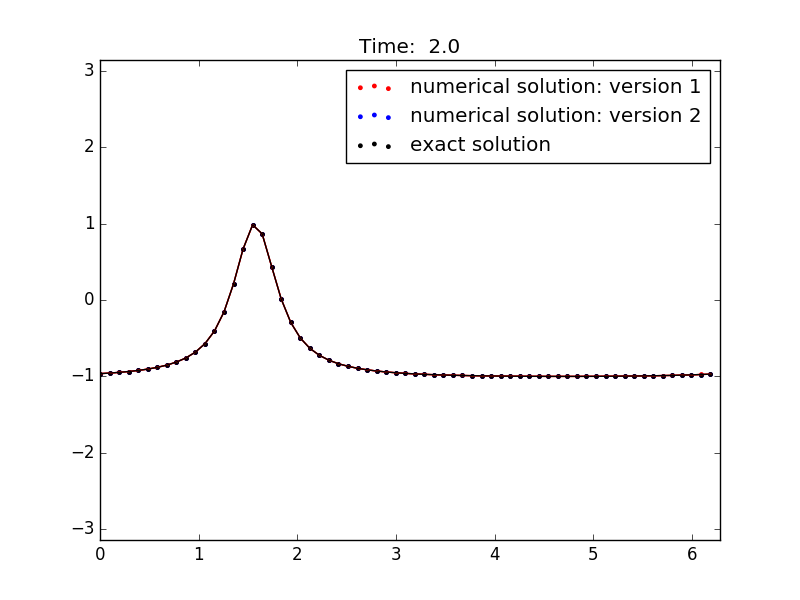 Time:  2.0
numerical solution: version 1
numerical solution: version 2
exact solution
3
2
1
0
−1
−2
−3
0 1 2 3 4 5 6